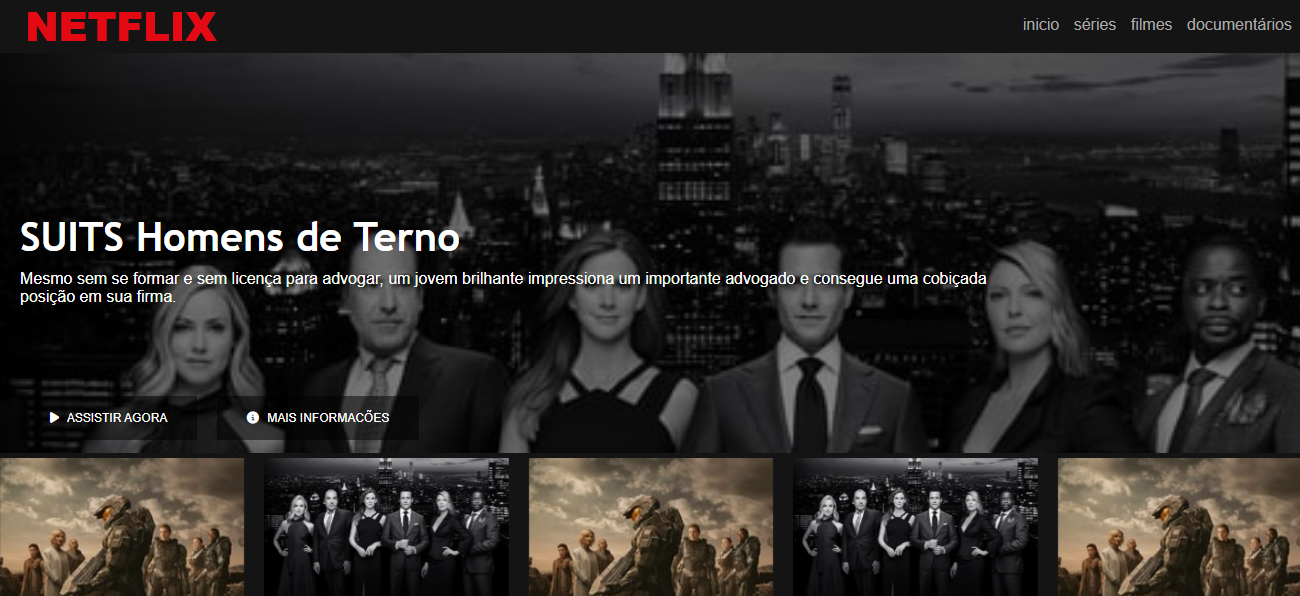 NETFLIX
inicio séries filmes documentários
SUITS Homens de Terno
Mesmo sem se formar e sem licença para advogar, um jovem brilhante impressiona um importante advogado e consegue uma cobiçada
posição em sua firma.
ASSISTIR AGORA MAIS INFORMACÕES